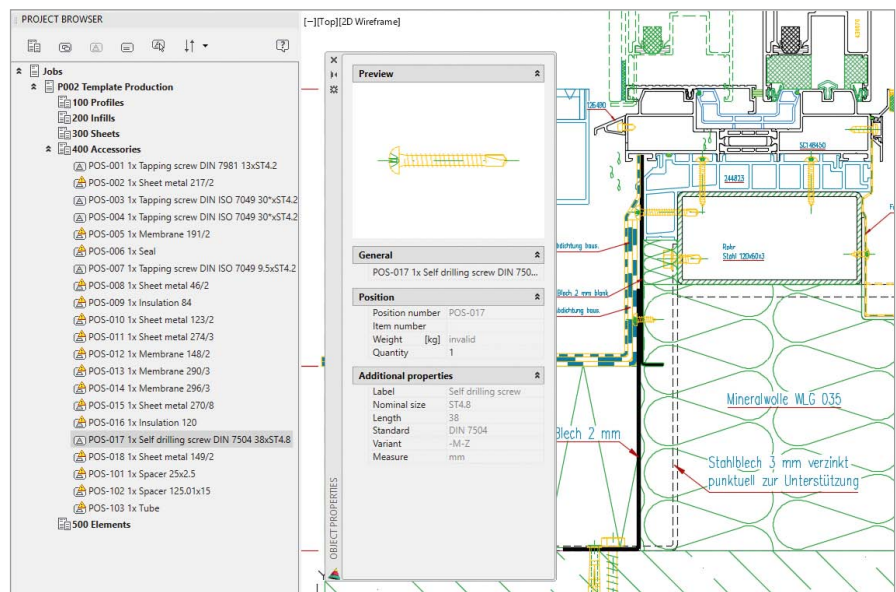 PROJECT BROWSER
Jobs
P002 Template Production
100 Profiles
200 Infills
300 Sheets
400 Accessories
POS-001 1x Tapping screw DIN 7981 13xST4.2
POS-002 1x Sheet metal 217/2
POS-003 1x Tapping screw DIN ISO 7049 30*xST4.2
POS-004 1x Tapping screw DIN ISO 7049 30*xST4.2
POS-005 1x Membrane 191/2
POS-006 1x Seal
POS-007 1x Tapping screw DIN ISO 7049 9.5xST4.2
POS-008 1x Sheet metal 46/2
POS-009 1x Insulation 84
POS-010 1x Sheet metal 123/2
POS-011 1x Sheet metal 274/3
POS-012 1x Membrane 148/2
POS-013 1x Membrane 290/3
POS-014 1x Membrane 296/3
POS-015 1x Sheet metal 270/8
POS-016 1x Insulation 120
POS-017 1x Self drilling screw DIN 7504 38xST4.8
POS-018 1x Sheet metal 149/2
POS-101 1x Spacer 25x2.5
POS-102 1x Spacer 125.01x15
POS-103 1x Tube
500 Elements
[−][Top][2D Wireframe]
Preview
General
POS-017 1x Self drilling screw DIN 750...
Position
Position number POS-017
Item number
Weight [kg] invalid
Quantity 1
Additional properties
Label Self drilling screw
Nominal size ST4.8
Length 38
Standard DIN 7504
Variant -M-Z
Measure mm
OBJECT PROPERTIES
126490
244823
Rohr
Stahl 120x60x3
bdichtung baus.
Blech 2 mm blank
bdichtung baus.
Mineralwolle WLG 035
Blech 2 mm
Stahlblech 3 mm verzinkt
punktuell zur Unterstützung